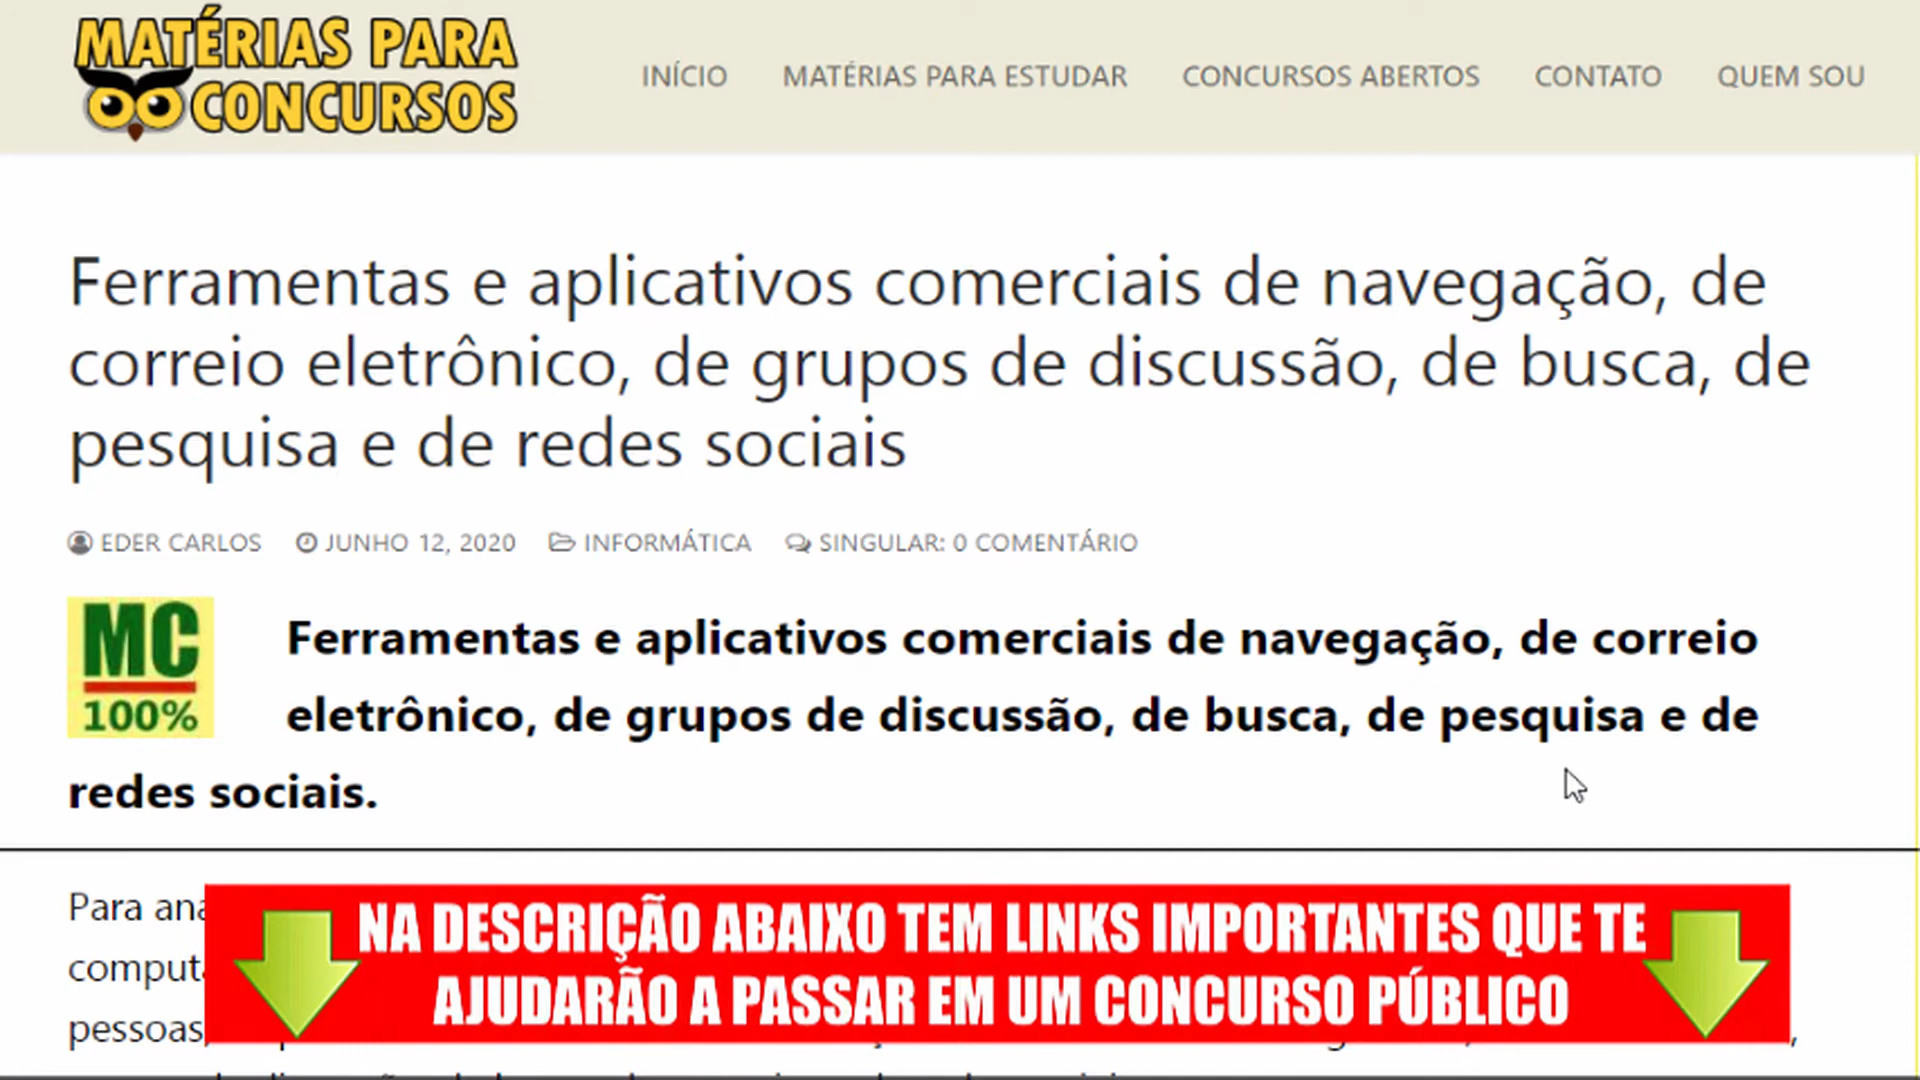 MATÉRIAS PARA
CONCURSOS
INÍCIO MATÉRIAS PARA ESTUDAR CONCURSOS ABERTOS CONTATO QUEM SOU
Ferramentas e aplicativos comerciais de navegação, de
correio eletrônico, de grupos de discussão, de busca, de
pesquisa e de redes sociais
EDER CARLOS JUNHO 12, 2020 INFORMÁTICA SINGULAR: 0 COMENTÁRIO
MC
100%
Ferramentas e aplicativos comerciais de navegação, de correio
eletrônico, de grupos de discussão, de busca, de pesquisa e de
redes sociais.
Para
NA DESCRIÇÃO ABAIXO TEM LINKS IMPORTANTES QUE TE
AJUDARÃO A PASSAR EM UM CONCURSO PÚBLICO
pessoas,